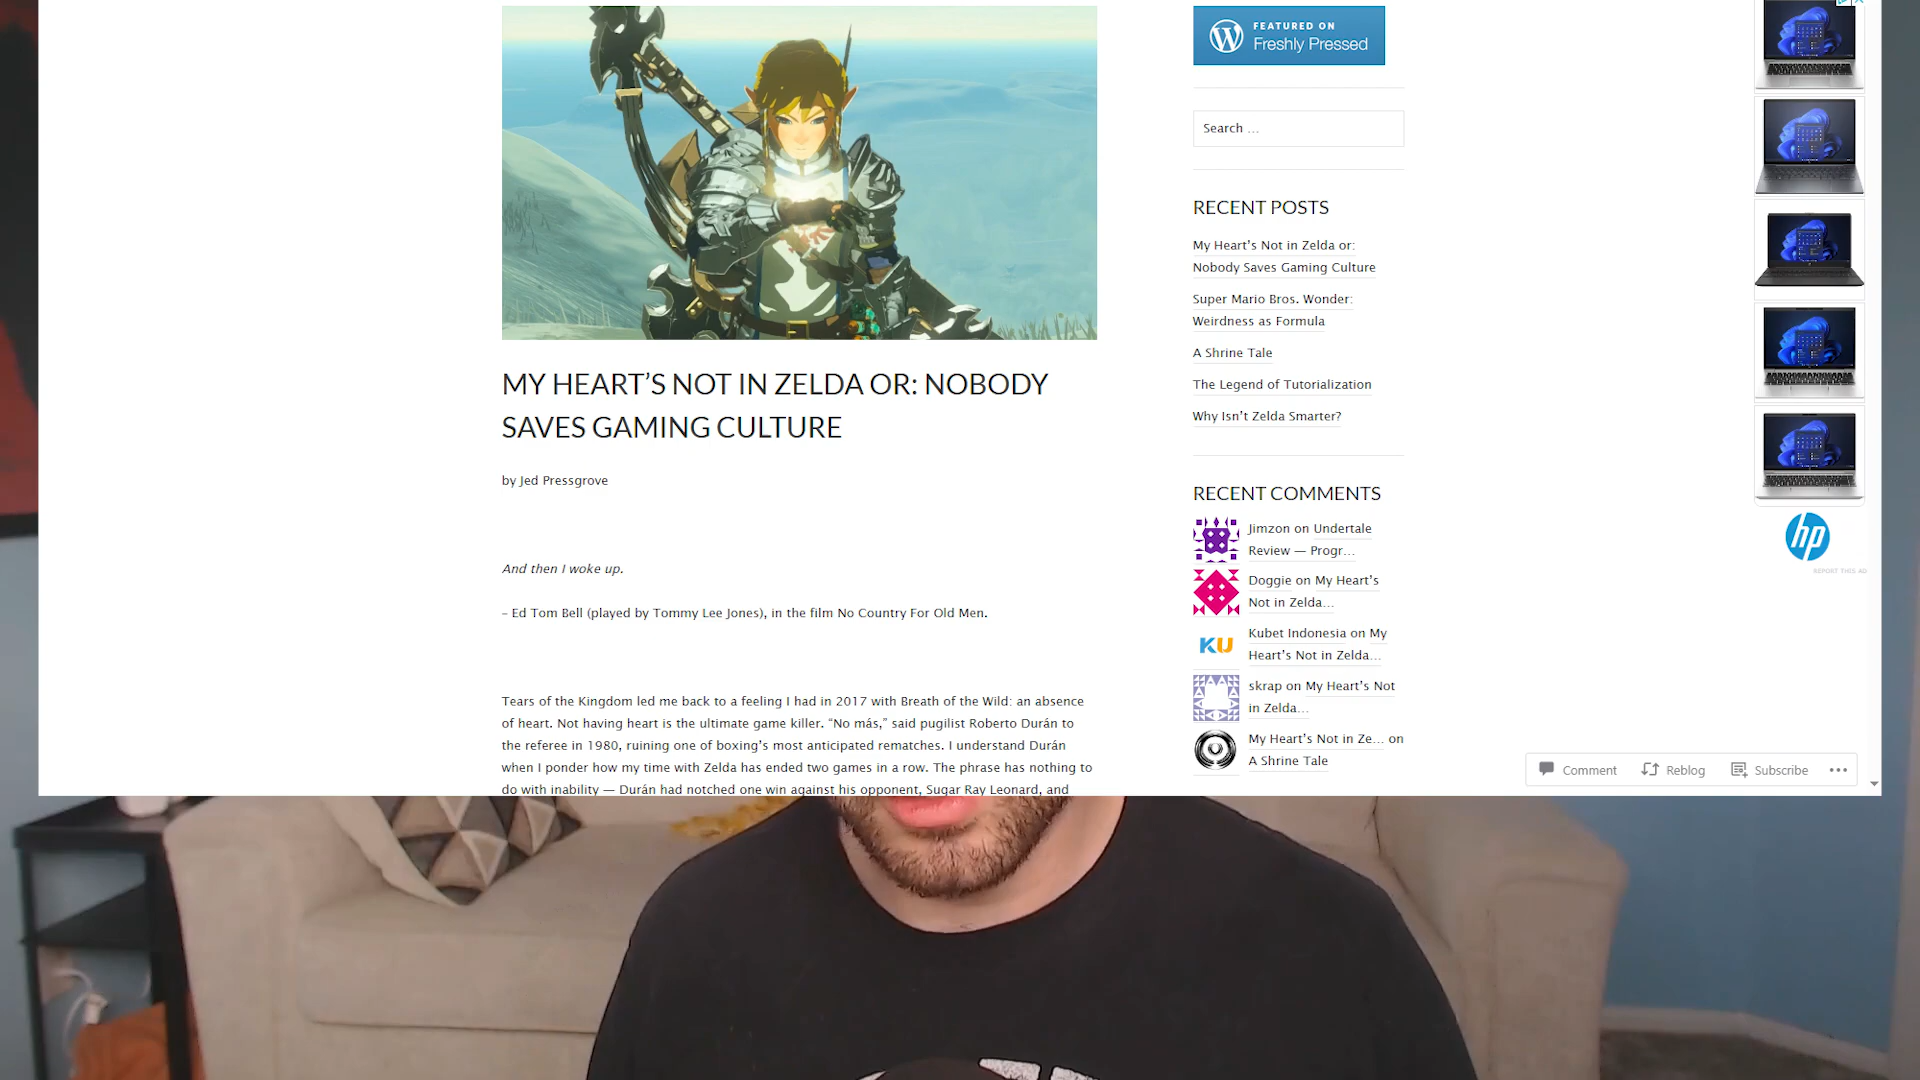 MY HEART’S NOT IN ZELDA OR: NOBODY
SAVES GAMING CULTURE
by Jed Pressgrove
And then I woke up.
– Ed Tom Bell (played by Tommy Lee Jones), in the film No Country For Old Men.
Tears of the Kingdom led me back to a feeling I had in 2017 with Breath of the Wild: an absence
of heart. Not having heart is the ultimate game killer. “No más,” said pugilist Roberto Durán to
the referee in 1980, ruining one of boxing’s most anticipated rematches. I understand Durán
when I ponder how my time with Zelda has ended two games in a row. The phrase has nothing to
do with inability — Durán had notched one win against his opponent, Sugar Ray Leonard, and
FEATURED ON
Freshly Pressed
Search …
RECENT POSTS
My Heart’s Not in Zelda or:
Nobody Saves Gaming Culture
Super Mario Bros. Wonder:
Weirdness as Formula
A Shrine Tale
The Legend of Tutorialization
Why Isn’t Zelda Smarter?
RECENT COMMENTS
Jimzon on Undertale
Review — Progr…
Doggie on My Heart’s
Not in Zelda…
KU
Kubet Indonesia on My
Heart’s Not in Zelda…
skrap on My Heart’s Not
in Zelda…
My Heart’s Not in Ze… on
A Shrine Tale
hp
REPORT THIS AD
Comment
Reblog
Subscribe